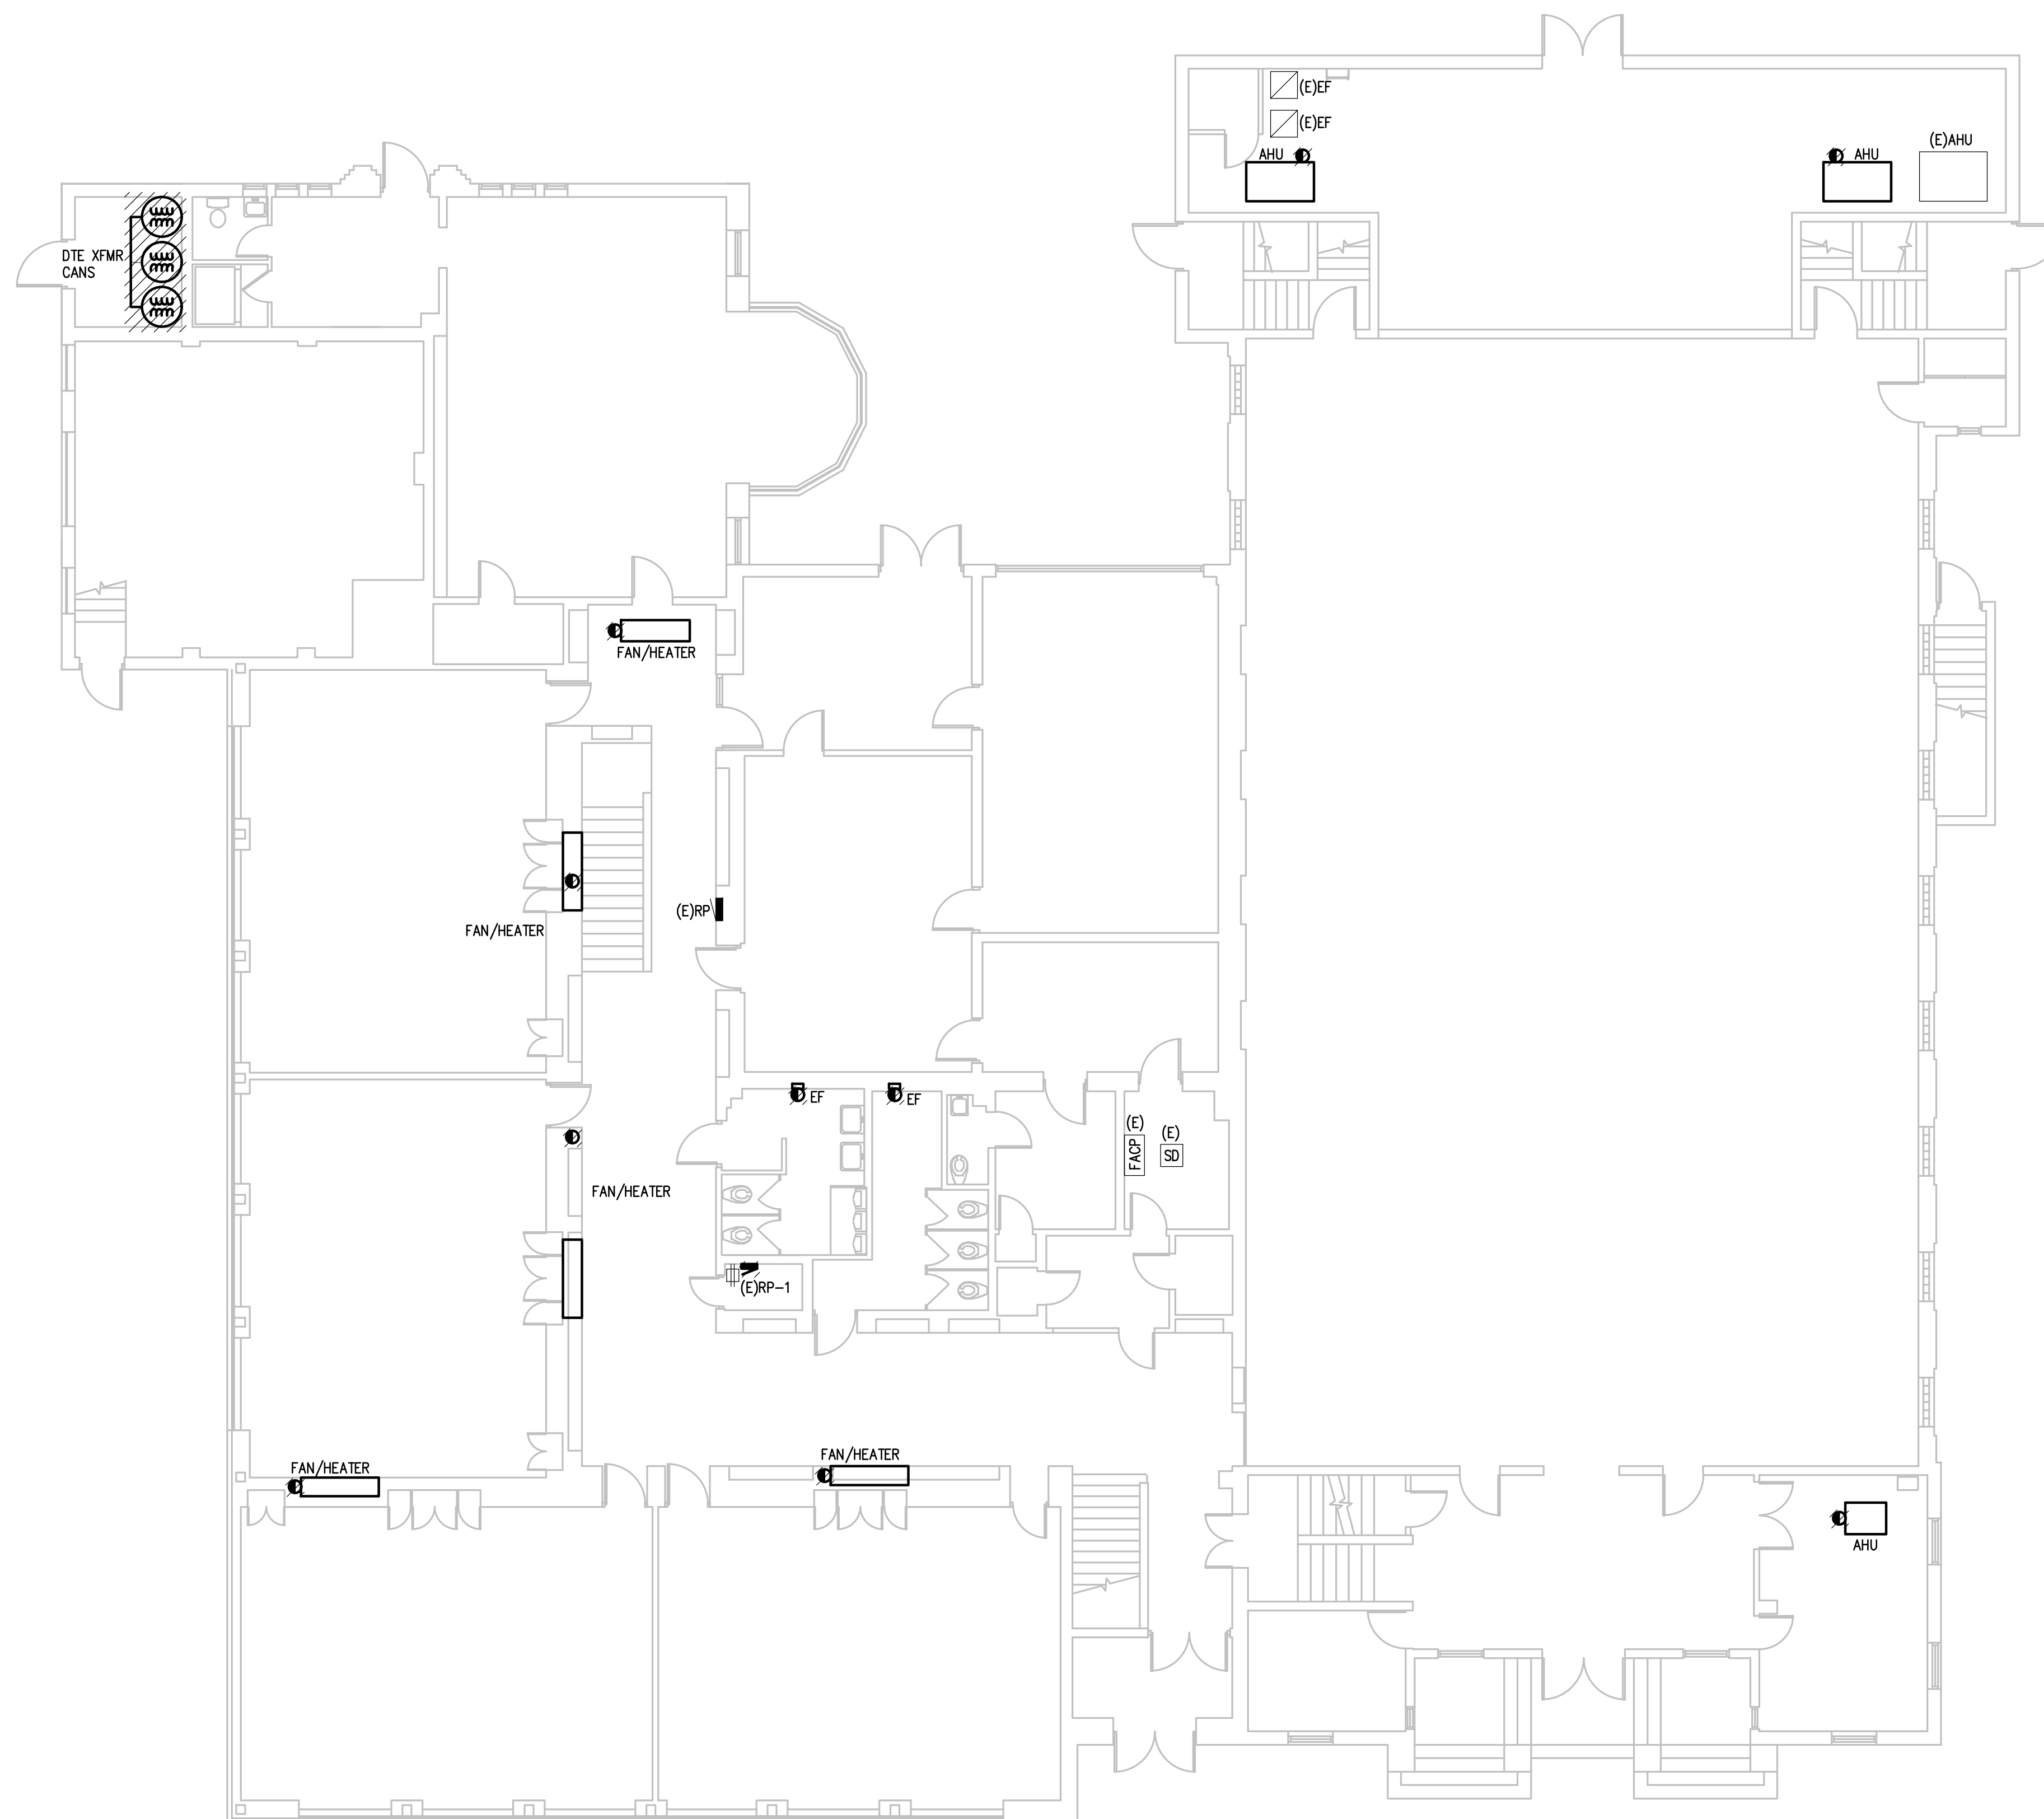 (E)EF
(E)EF
(E)AHU
AHU
AHU
DTE XFMR
CANS
FAN/HEATER
(E)RP
FAN/HEATER
EF
EF
(E)
FACP
(E)
SD
FAN/HEATER
(E)RP-1
FAN/HEATER
FAN/HEATER
AHU